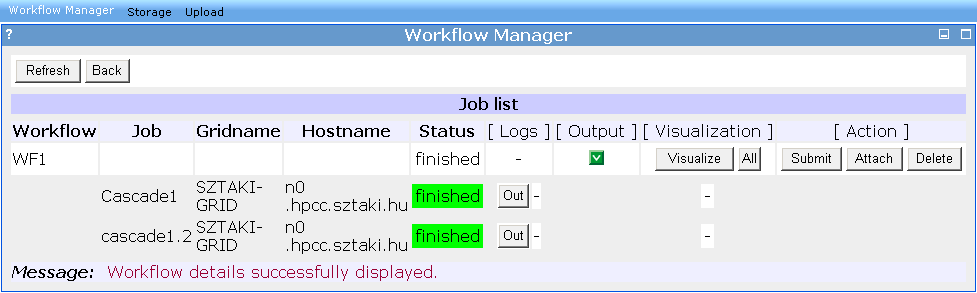 Workflow Manager Storage Upload
? Workflow Manager
Refresh Back
Job list
Workflow Job Gridname Hostname Status [ Logs ] [ Output ] [ Visualization ] [ Action ]
WF1 finished - Visualize All Submit Attach Delete
Cascade1 SZTAKI-GRID n0.hpcc.sztaki.hu finished Out - -
cascade1.2 SZTAKI-GRID n0.hpcc.sztaki.hu finished Out - -
Message: Workflow details successfully displayed.